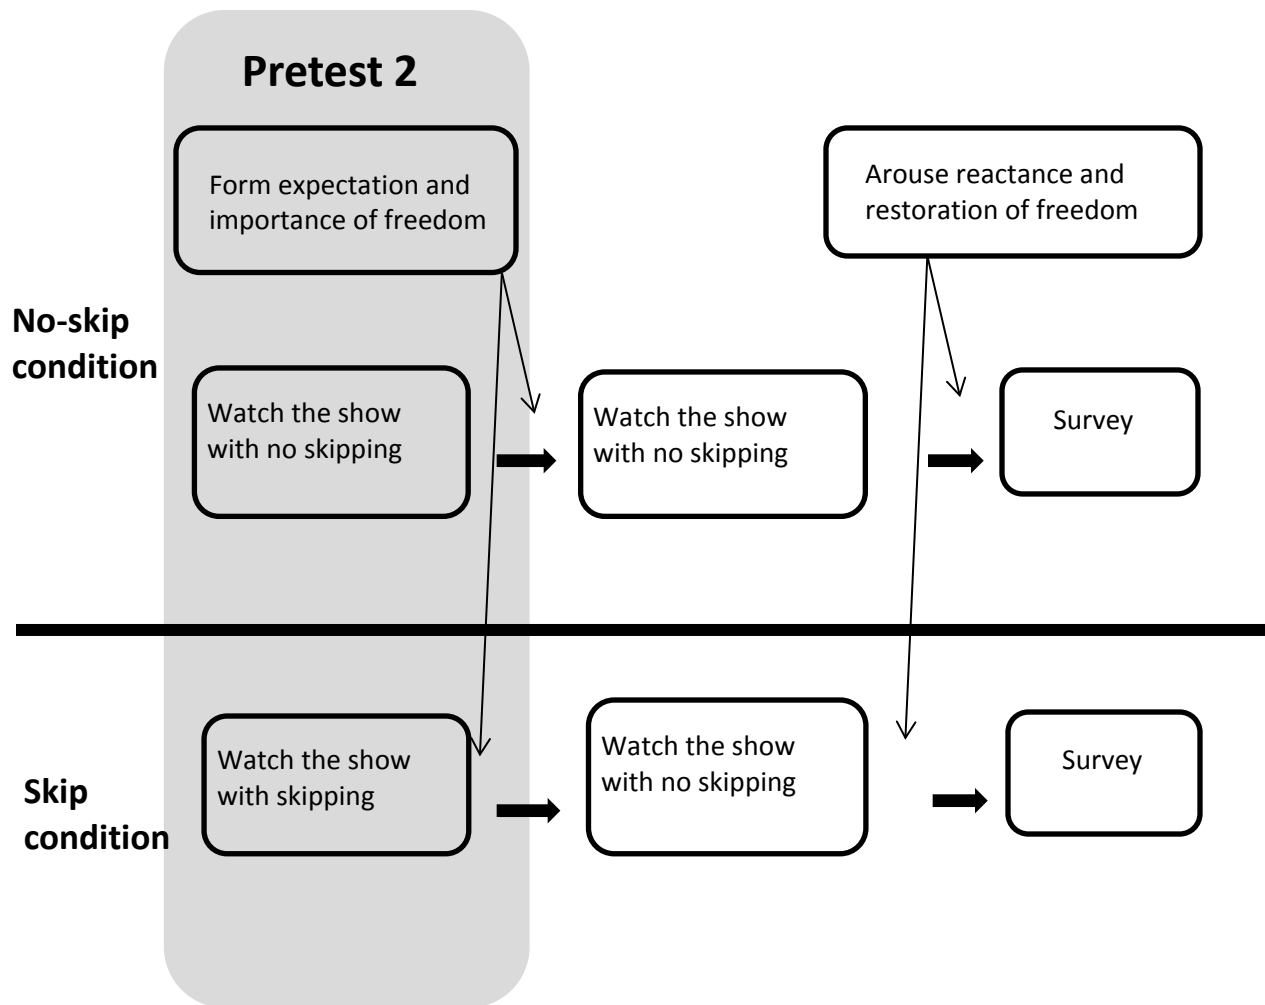 Pretest 2
Form expectation and
importance of freedom
Arouse reactance and
restoration of freedom
No-skip
condition
Watch the show
with no skipping
Watch the show
with no skipping
Survey
Skip
condition
Watch the show
with skipping
Watch the show
with no skipping
Survey